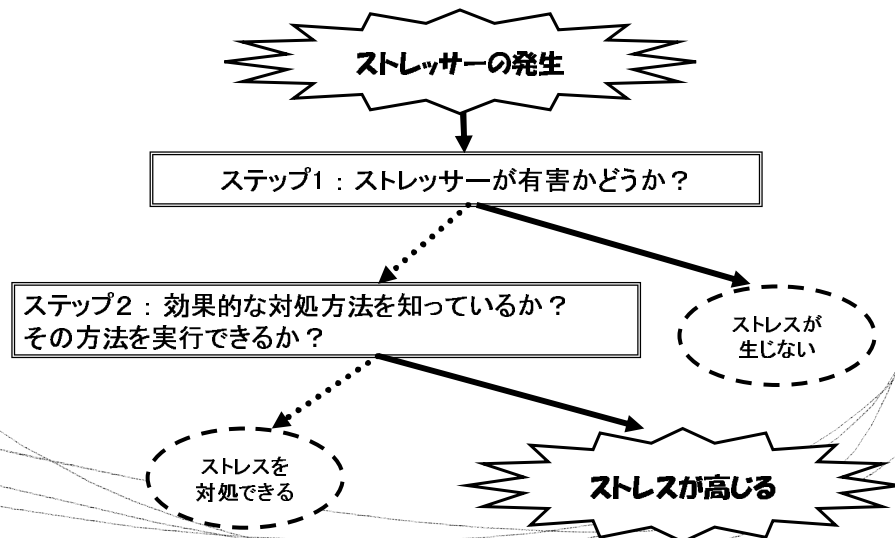 ストレッサーの発生
ステップ1：ストレッサーが有害かどうか？
ステップ2：効果的な対処方法を知っているか？
その方法を実行できるか？
ストレスが
生じない
ストレスを
対処できる
ストレスが高じる